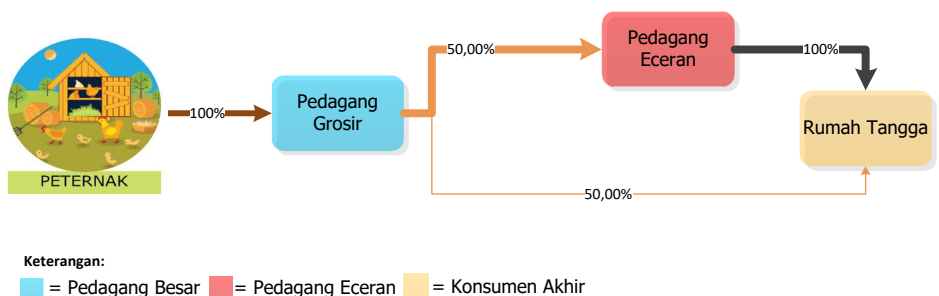 PETERNAK
100%
Pedagang
Grosir
50,00%
Pedagang
Eceran
100%
Rumah Tangga
50,00%
Keterangan:
= Pedagang Besar = Pedagang Eceran = Konsumen Akhir